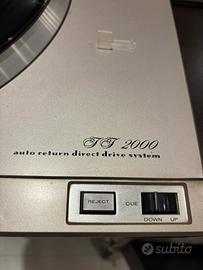 TT 2000
auto return direct drive system
REJECT
CUE
DOWN UP
subito